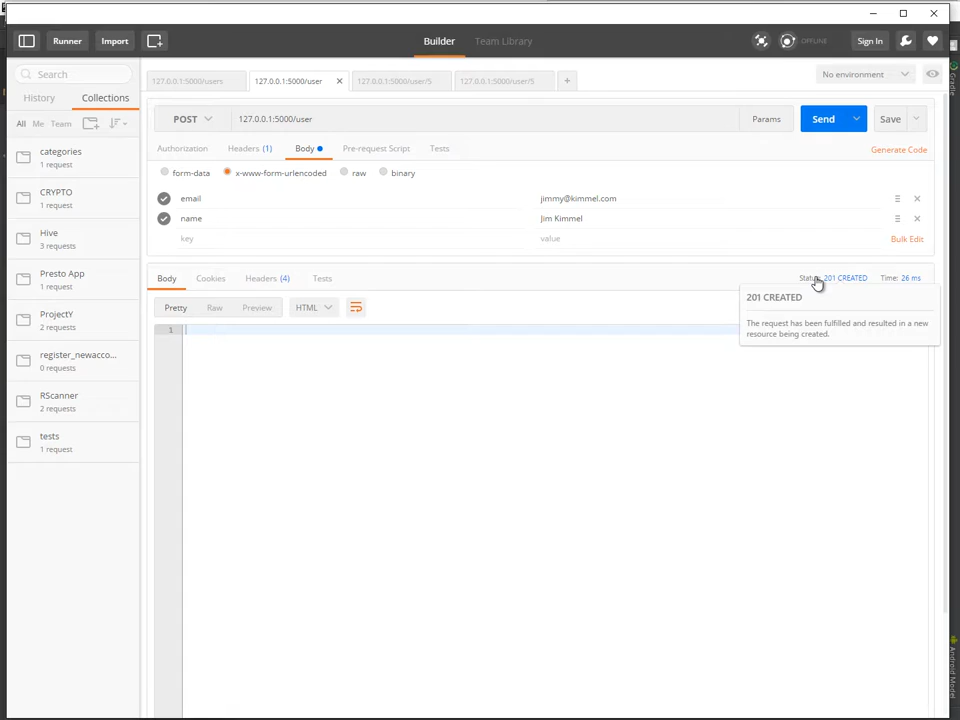 Runner
Import
Builder
Team Library
OFFLINE
Sign In
Search
127.0.0.1:5000/users
127.0.0.1:5000/user
127.0.0.1:5000/user/5
127.0.0.1:5000/user/5
+
No environment
History
Collections
POST
127.0.0.1:5000/user
Params
Send
Save
All Me Team
Authorization
Headers (1)
Body
Pre-request Script
Tests
Generate Code
categories
1 request
form-data
x-www-form-urlencoded
raw
binary
CRYPTO
1 request
email
jimmy@kimmel.com
name
Jim Kimmel
key
value
Bulk Edit
Hive
3 requests
Presto App
2 requests
Body
Cookies
Headers (4)
Tests
201 CREATED
Time: 26 ms
201 CREATED
The request has been fulfilled and resulted in a new
resource being created.
Pretty
Raw
Preview
HTML
1
ProjectY
2 requests
register_newacco...
0 requests
RScanner
2 requests
tests
1 request
Gradle
Android Model